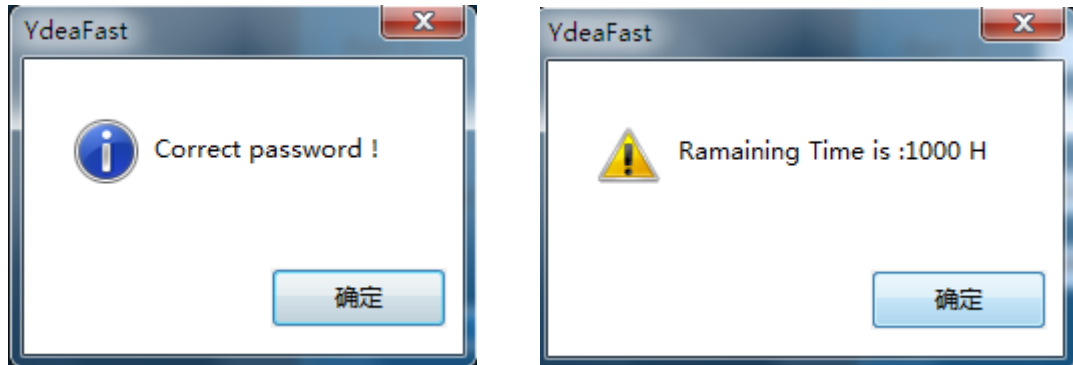 YdeaFast
Correct password !
确定
YdeaFast
Ramaining Time is :1000 H
确定